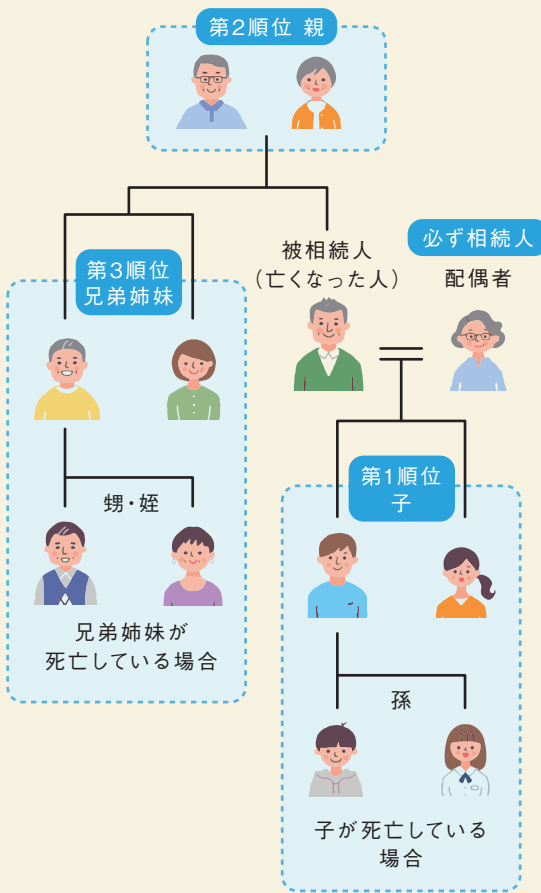 第2順位 親
必ず相続人
被相続人
（亡くなった人）
配偶者
第3順位
兄弟姉妹
甥・姪
兄弟姉妹が
死亡している場合
第1順位
子
孫
子が死亡している
場合